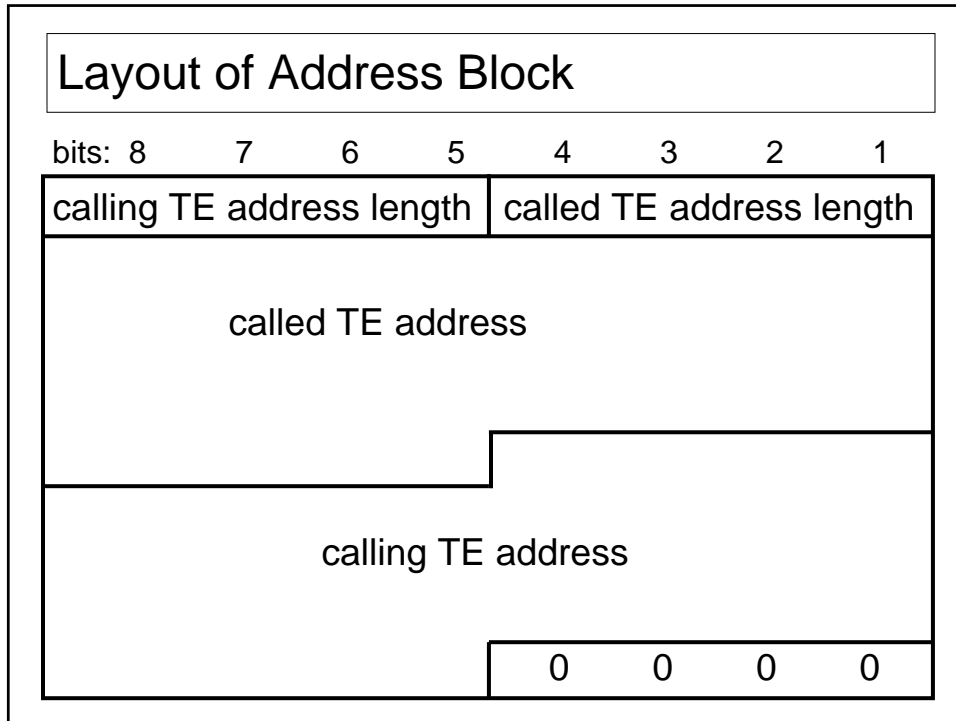 Layout of Address Block
bits: 8 7 6 5 4 3 2 1
calling TE address length called TE address length
called TE address
calling TE address
0 0 0 0